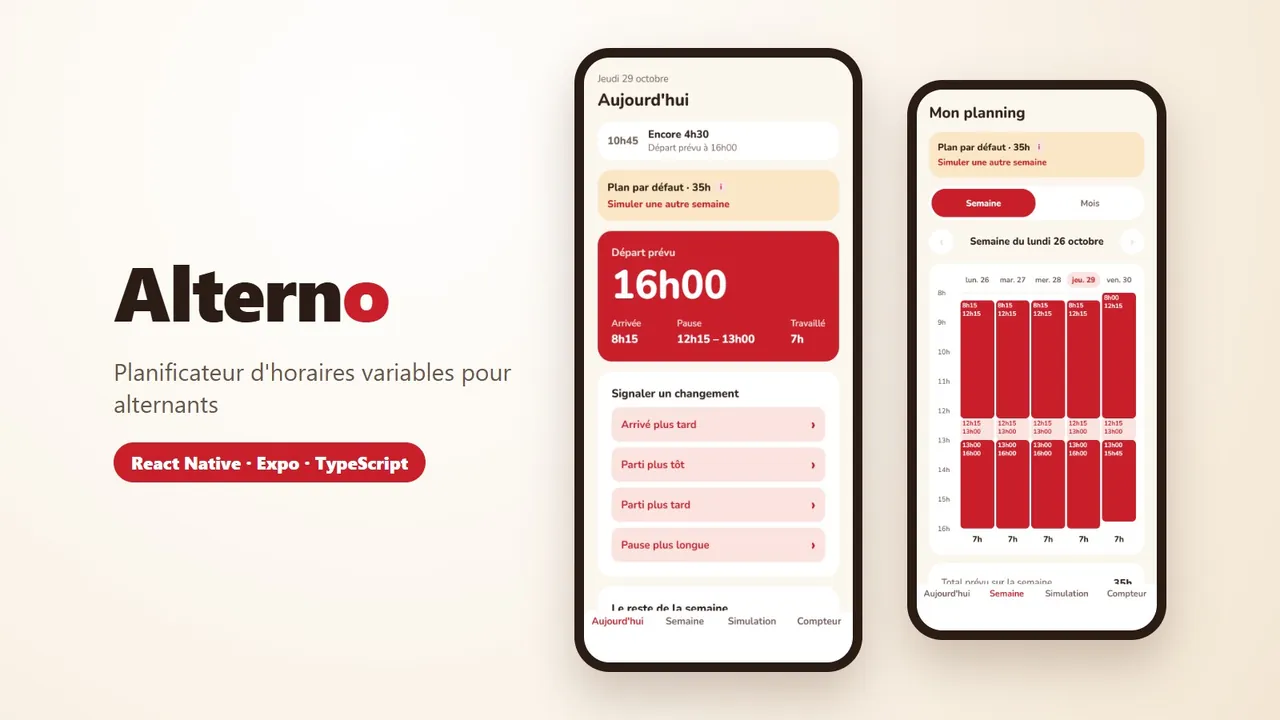 Alterno
Planificateur d'horaires variables pour
alternants
React Native · Expo · TypeScript
Jeudi 29 octobre
Aujourd'hui
10h45
Encore 4h30
Départ prévu à 16h00
Plan par défaut · 35h i
Simuler une autre semaine
Départ prévu
16h00
Arrivée Pause Travaillé
8h15 12h15 – 13h00 7h
Signaler un changement
Arrivé plus tard ›
Parti plus tôt ›
Parti plus tard ›
Pause plus longue ›
Le reste de la semaine
Aujourd'hui Semaine Simulation Compteur
Mon planning
Plan par défaut · 35h i
Simuler une autre semaine
Semaine Mois
‹ Semaine du lundi 26 octobre ›
lun. 26 mar. 27 mer. 28 jeu. 29 ven. 30
8h
8h15 8h15 8h15 8h15 8h00
12h15 12h15 12h15 12h15 12h15
9h
10h
11h
12h
12h15 12h15 12h15 12h15 12h15
13h00 13h00 13h00 13h00 13h00
13h
13h00 13h00 13h00 13h00 13h00
16h00 16h00 16h00 16h00 15h45
14h
15h
16h
7h 7h 7h 7h 7h
Total prévu sur la semaine 35h
Aujourd'hui Semaine Simulation Compteur